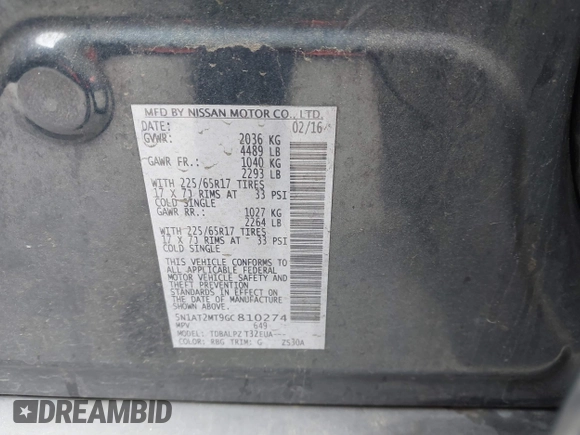 MFD BY NISSAN MOTOR CO., LTD.
DATE: 02/16
GVWR: 2036 KG
4489 LB
GAWR FR.: 1040 KG
2293 LB
WITH 225/65R17 TIRES
17 X 7J RIMS AT 33 PSI
COLD SINGLE
GAWR RR.: 1027 KG
2264 LB
WITH 225/65R17 TIRES
17 X 7J RIMS AT 33 PSI
COLD SINGLE
THIS VEHICLE CONFORMS TO
ALL APPLICABLE FEDERAL
MOTOR VEHICLE SAFETY AND
THEFT PREVENTION
STANDARDS IN EFFECT ON
THE DATE OF MANUFACTURE
SHOWN ABOVE.
5N1AT2MT9GC810274
MPV 649
MODEL: TDBALPZ T32EUA
COLOR: RBG TRIM: G ZS30A
DREAMBID